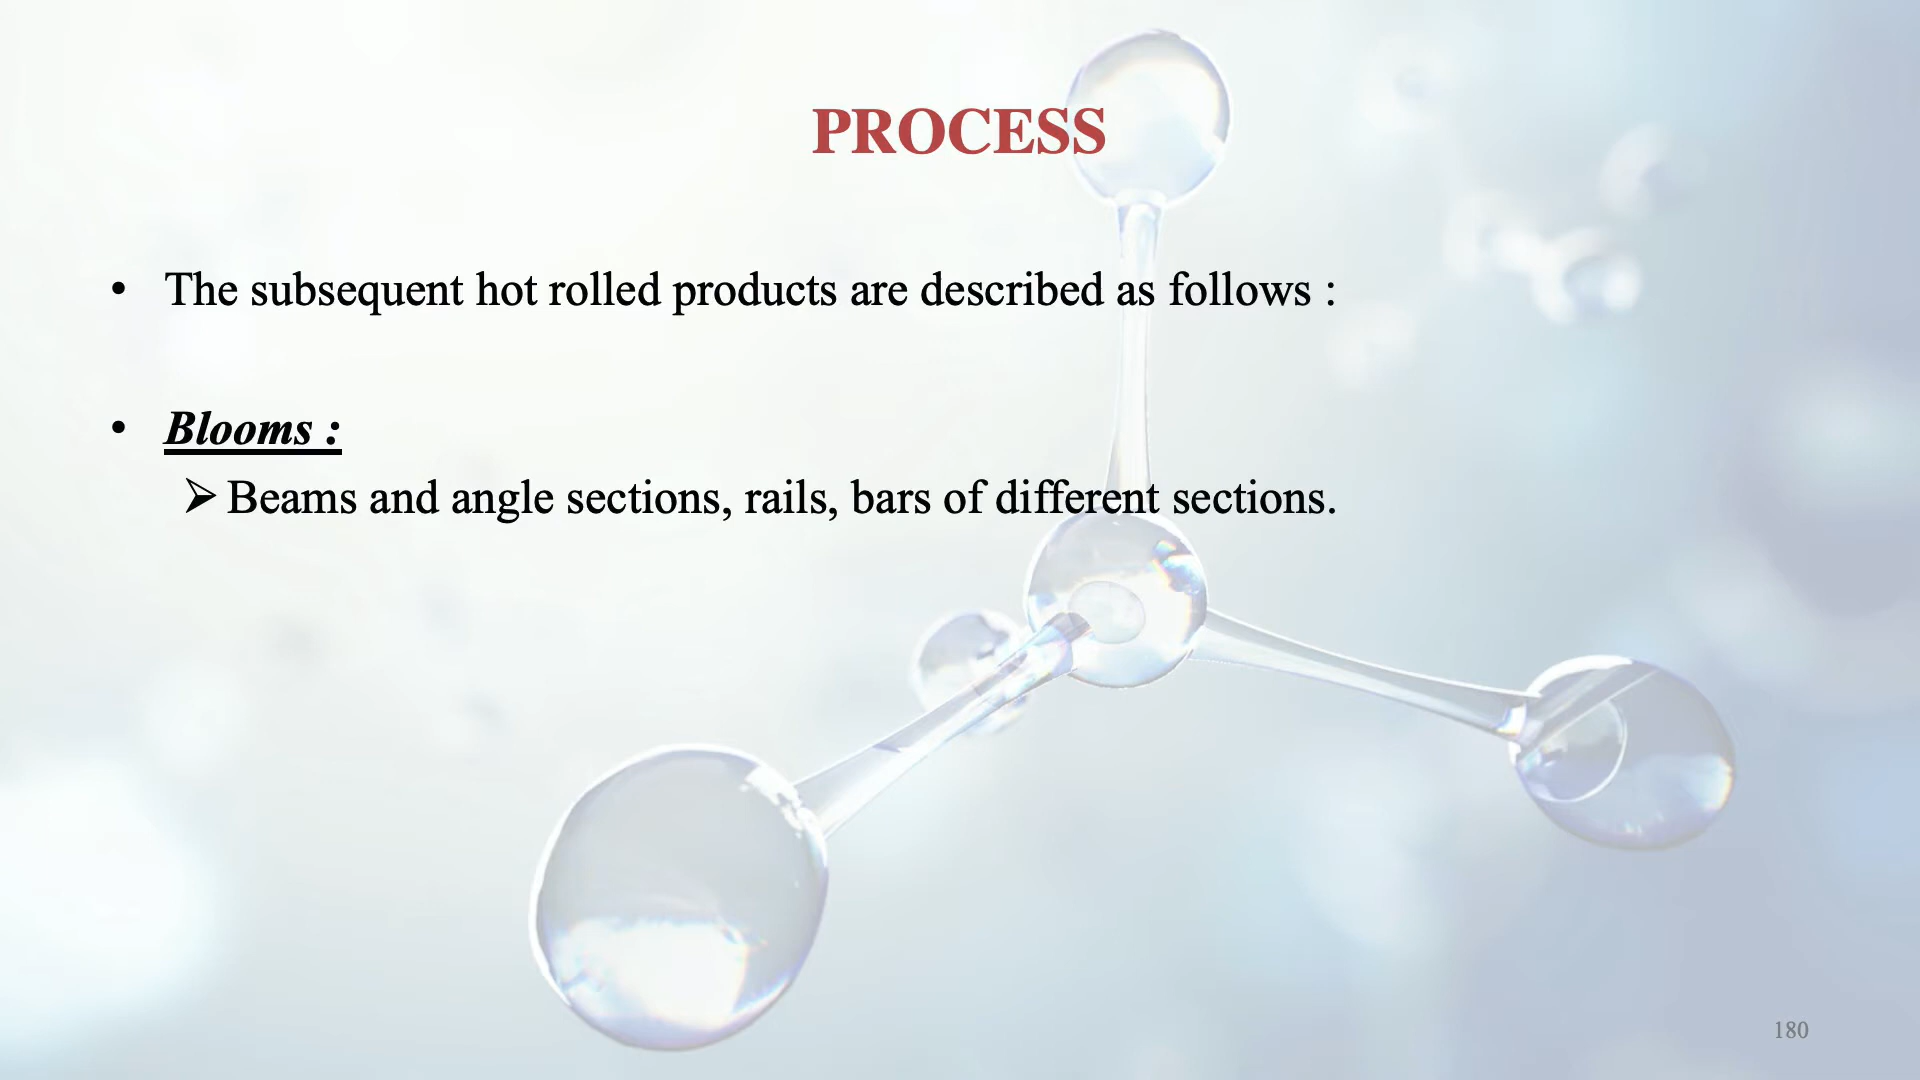 PROCESS
• The subsequent hot rolled products are described as follows :
• Blooms :
➢ Beams and angle sections, rails, bars of different sections.
180